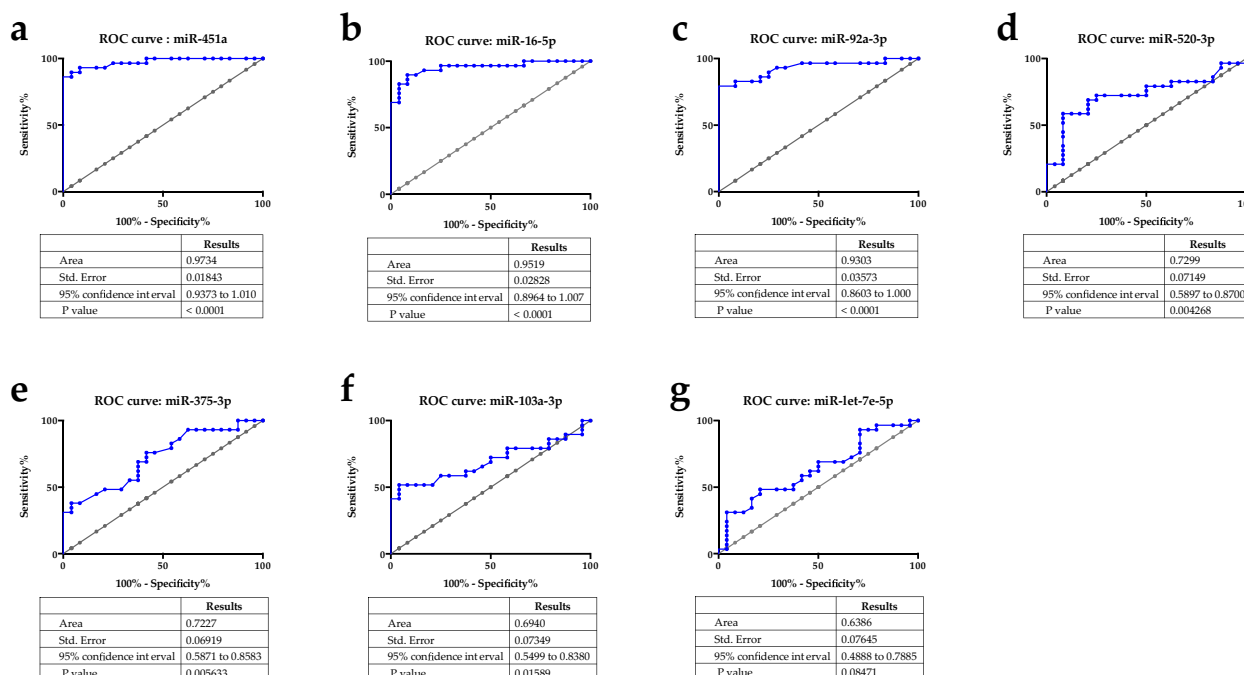 a
ROC curve : miR-451a
100
50
0
0 50 100
Sensitivity%
100% - Specificity%
Results
Area 0.9734
Std. Error 0.01843
95% confidence interval 0.9373 to 1.010
P value < 0.0001
b
ROC curve: miR-16-5p
100
50
0
0 50 100
Sensitivity%
100% - Specificity%
Results
Area 0.9519
Std. Error 0.02828
95% confidence interval 0.8964 to 1.007
P value < 0.0001
c
ROC curve: miR-92a-3p
100
50
0
0 50 100
Sensitivity%
100% - Specificity%
Results
Area 0.9303
Std. Error 0.03573
95% confidence interval 0.8603 to 1.000
P value < 0.0001
d
ROC curve: miR-520-3p
100
50
0
0 50 100
Sensitivity%
100% - Specificity%
Results
Area 0.7299
Std. Error 0.07149
95% confidence interval 0.5897 to 0.8700
P value 0.004268
e
ROC curve: miR-375-3p
100
50
0
0 50 100
Sensitivity%
100% - Specificity%
Results
Area 0.7227
Std. Error 0.06919
95% confidence interval 0.5871 to 0.8583
P value 0.005633
f
ROC curve: miR-103a-3p
100
50
0
0 50 100
Sensitivity%
100% - Specificity%
Results
Area 0.6940
Std. Error 0.07349
95% confidence interval 0.5499 to 0.8380
P value 0.01589
g
ROC curve: miR-let-7e-5p
100
50
0
0 50 100
Sensitivity%
100% - Specificity%
Results
Area 0.6386
Std. Error 0.07645
95% confidence interval 0.4888 to 0.7885
P value 0.08471